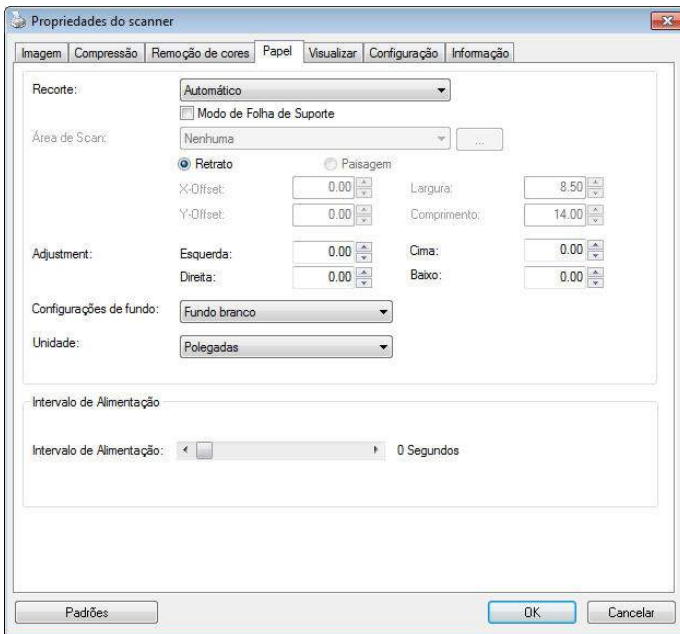 Propriedades do scanner
Imagem Compressão Remoção de cores Papel Visualizar Configuração Informação
Recorte: Automático
Modo de Folha de Suporte
Área de Scan: Nenhuma ...
Retrato Paisagem
X-Offset: 0.00 Largura: 8.50
Y-Offset: 0.00 Comprimento: 14.00
Adjustment: Esquerda: 0.00 Cima: 0.00
Direita: 0.00 Baixo: 0.00
Configurações de fundo: Fundo branco
Unidade: Polegadas
Intervalo de Alimentação
Intervalo de Alimentação: 0 Segundos
Padrões OK Cancelar